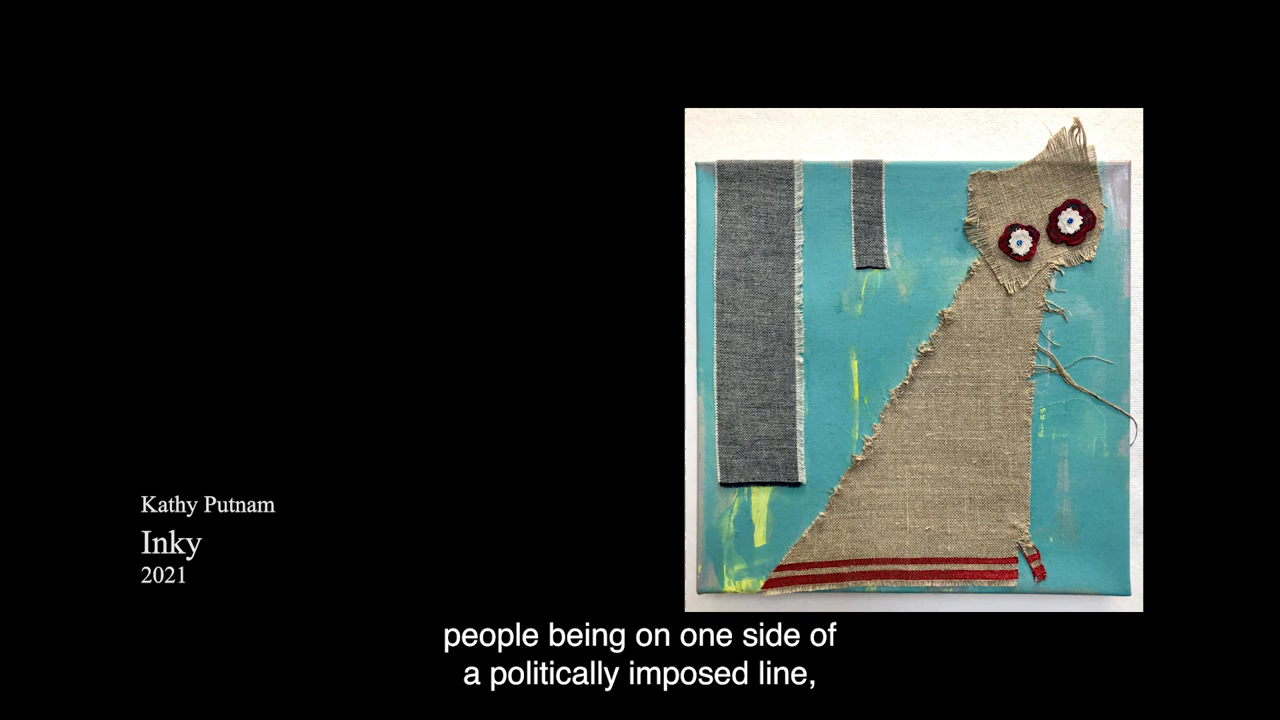 Kathy Putnam
Inky
2021
people being on one side of
a politically imposed line,